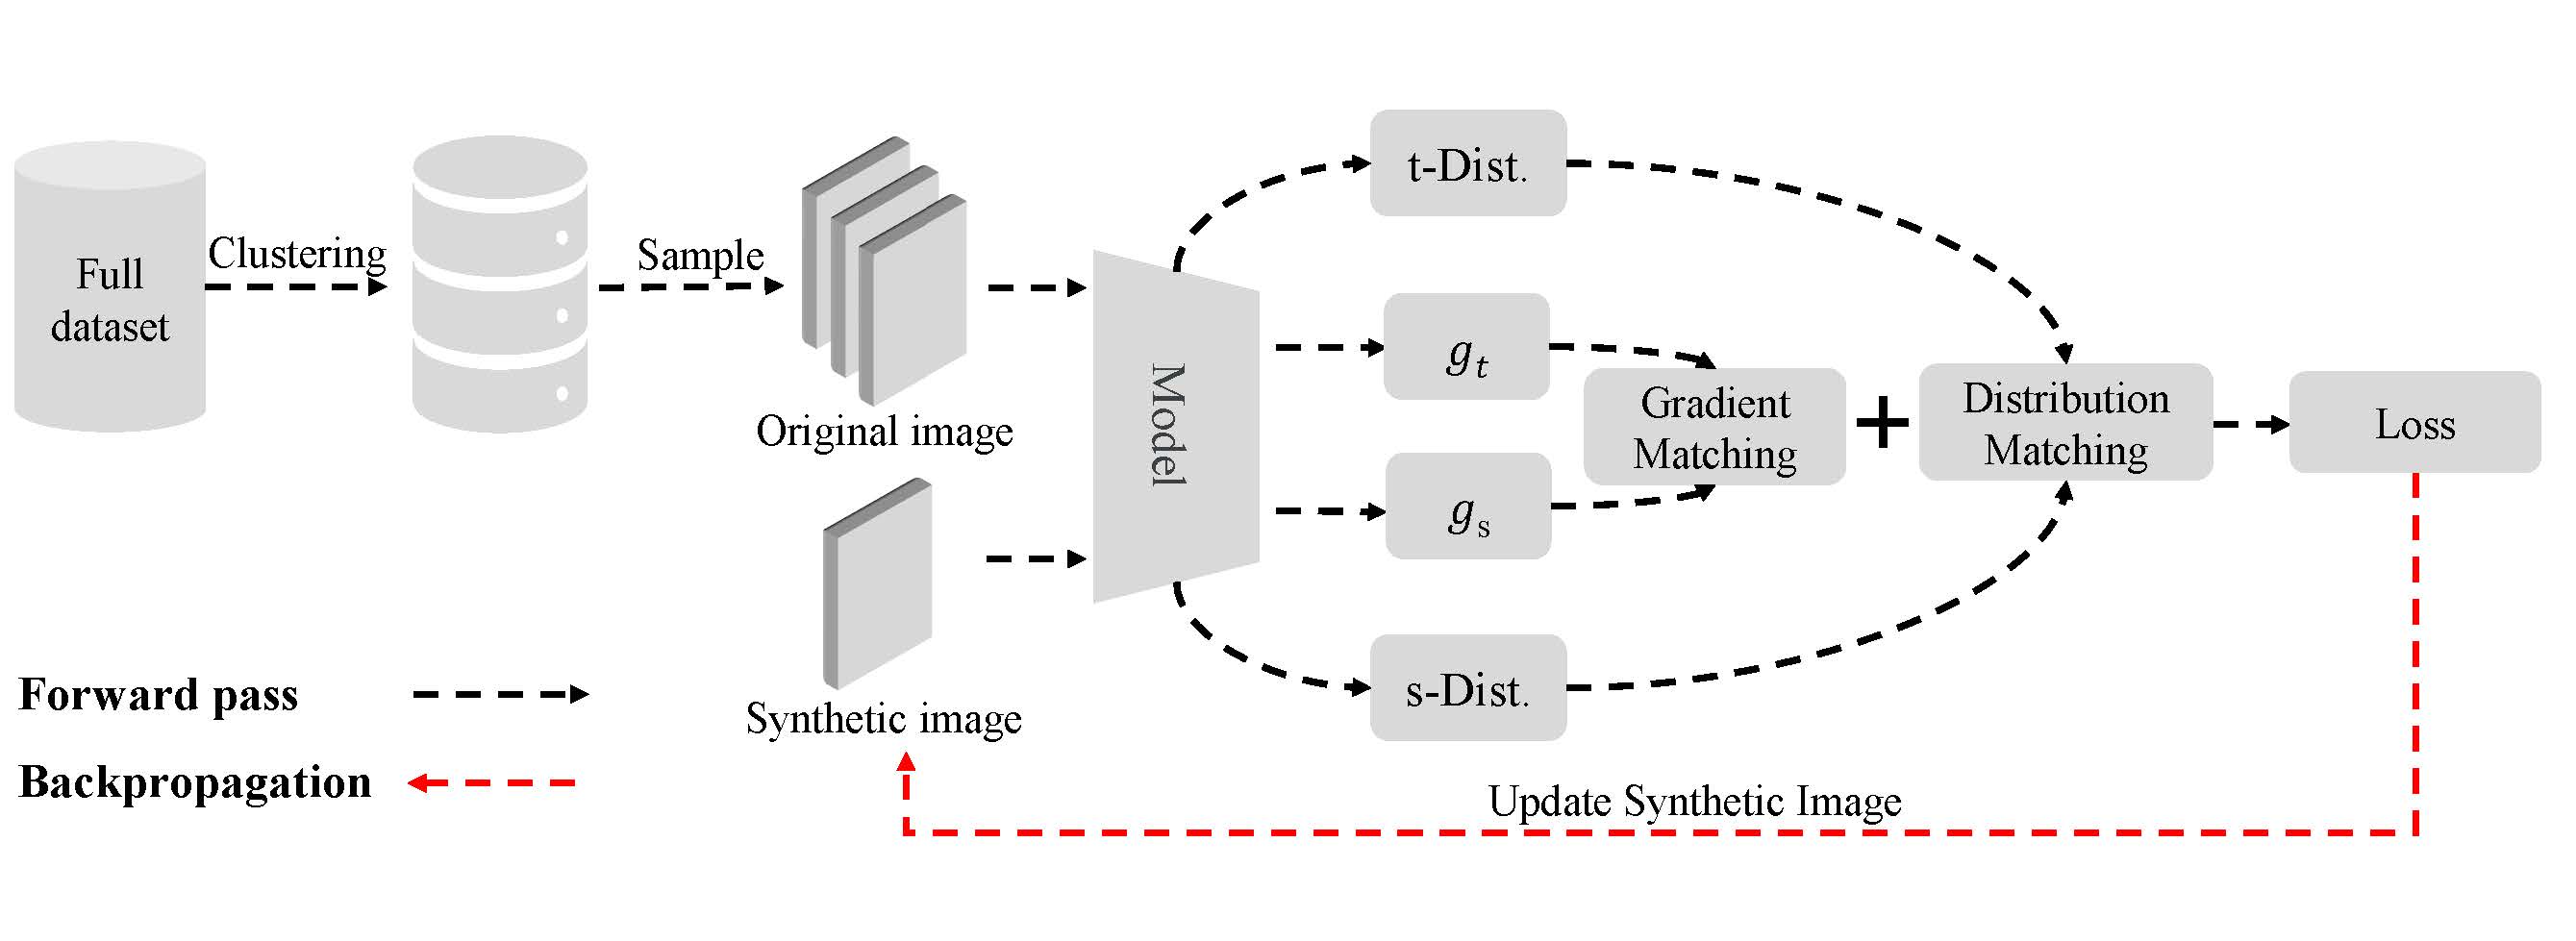 Full
dataset
Clustering
Sample
Original image
Synthetic image
Model
t-Dist.
g_t
g_s
s-Dist.
Gradient
Matching
+
Distribution
Matching
Loss
Update Synthetic Image
Forward pass
Backpropagation